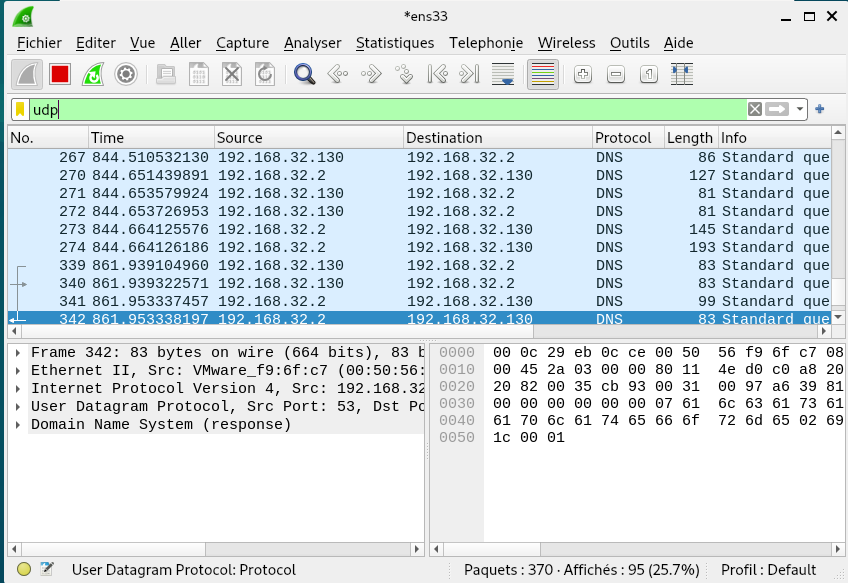 *ens33
Fichier Editer Vue Aller Capture Analyser Statistiques Telephonie Wireless Outils Aide
udp
No. Time Source Destination Protocol Length Info
267 844.510532130 192.168.32.130 192.168.32.2 DNS 86 Standard que
270 844.651439891 192.168.32.2 192.168.32.130 DNS 127 Standard que
271 844.653579924 192.168.32.130 192.168.32.2 DNS 81 Standard que
272 844.653726953 192.168.32.130 192.168.32.2 DNS 81 Standard que
273 844.664125576 192.168.32.2 192.168.32.130 DNS 145 Standard que
274 844.664126186 192.168.32.2 192.168.32.130 DNS 193 Standard que
339 861.939104960 192.168.32.130 192.168.32.2 DNS 83 Standard que
340 861.939322571 192.168.32.130 192.168.32.2 DNS 83 Standard que
341 861.953337457 192.168.32.2 192.168.32.130 DNS 99 Standard que
342 861.953338197 192.168.32.2 192.168.32.130 DNS 83 Standard que
Frame 342: 83 bytes on wire (664 bits), 83 b
Ethernet II, Src: VMware_f9:6f:c7 (00:50:56:
Internet Protocol Version 4, Src: 192.168.32
User Datagram Protocol, Src Port: 53, Dst Po
Domain Name System (response)
0000 00 0c 29 eb 0c ce 00 50 56 f9 6f c7 08
0010 00 45 2a 03 00 00 80 11 4e d0 c0 a8 20
0020 20 82 00 35 cb 93 00 31 00 97 a6 39 81
0030 00 00 00 00 00 00 07 61 6c 63 61 73 61
0040 61 70 6c 61 74 65 66 6f 72 6d 65 02 69
0050 1c 00 01
User Datagram Protocol: Protocol
Paquets : 370 · Affichés : 95 (25.7%)
Profil : Default